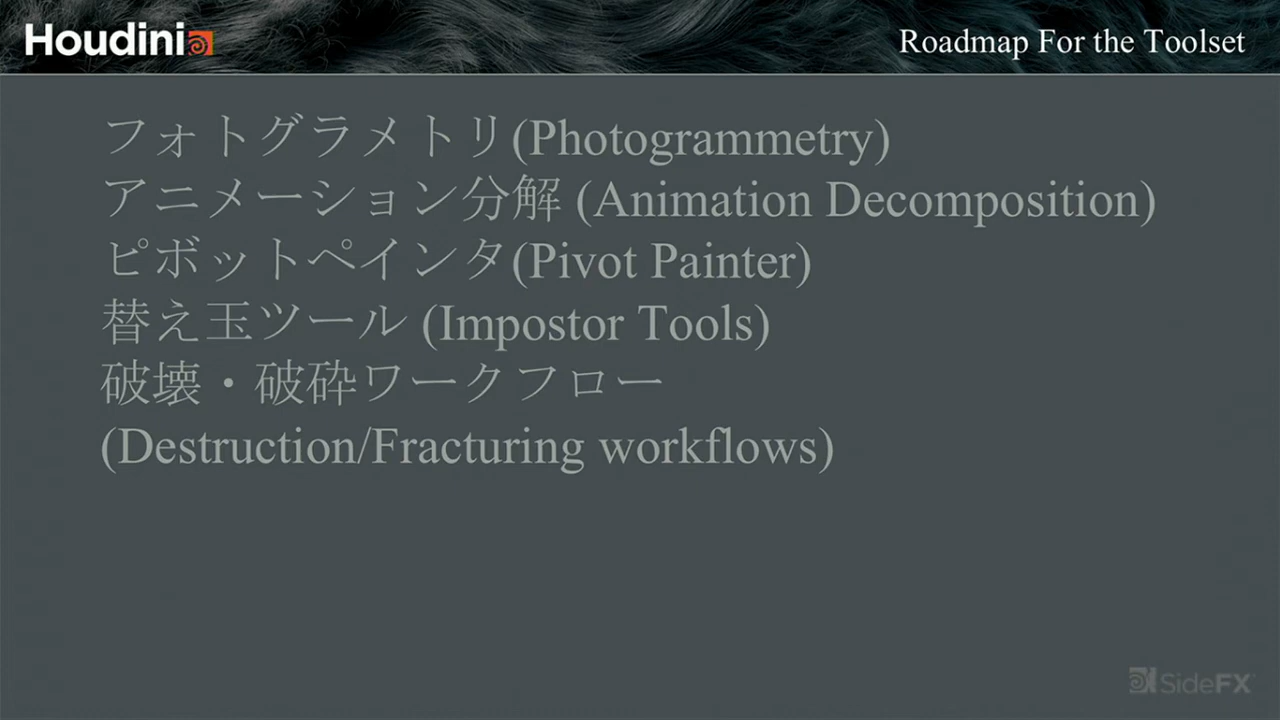 Houdini
Roadmap For the Toolset
フォトグラメトリ(Photogrammetry)
アニメーション分解 (Animation Decomposition)
ピボットペインタ(Pivot Painter)
替え玉ツール (Impostor Tools)
破壊・破砕ワークフロー
(Destruction/Fracturing workflows)
SideFX